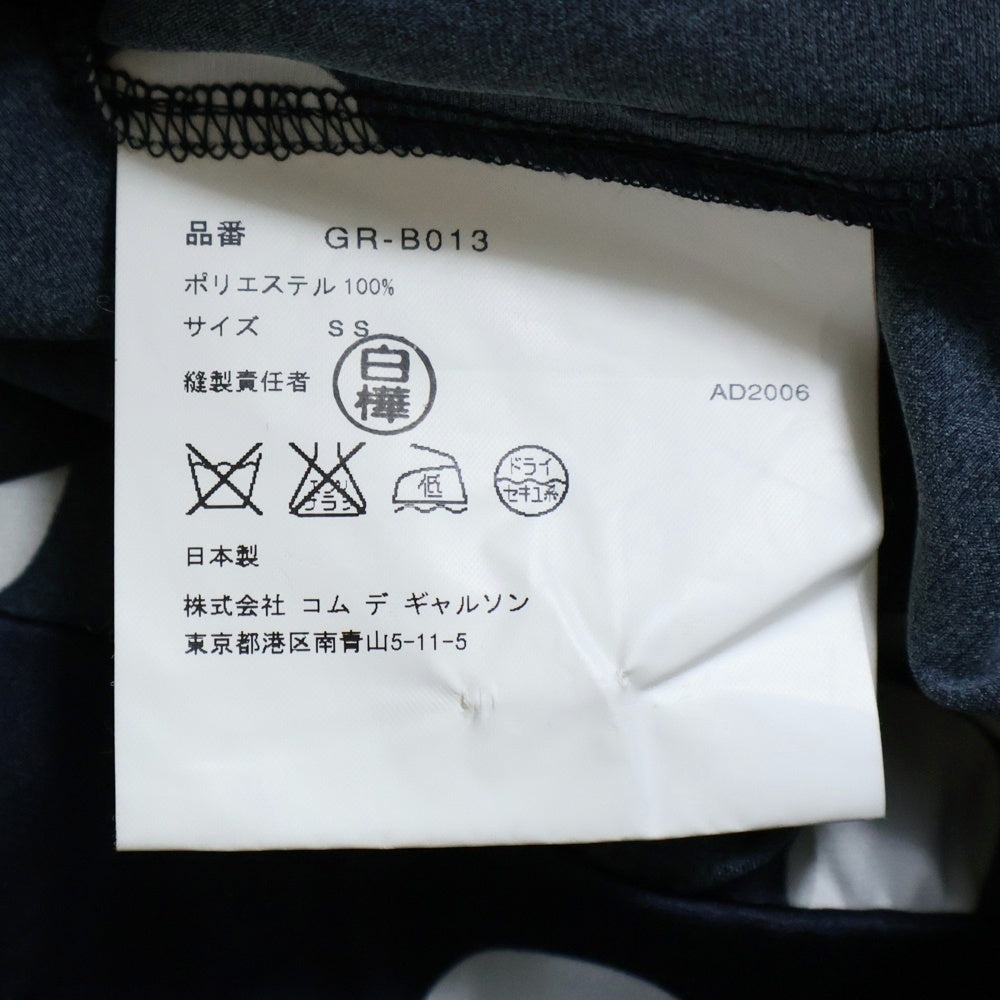 品番 GR-B013
ポリエステル 100%
サイズ SS
縫製責任者 白樺
AD2006
低
ドライ
セキユ系
日本製
株式会社 コム デ ギャルソン
東京都港区南青山5-11-5